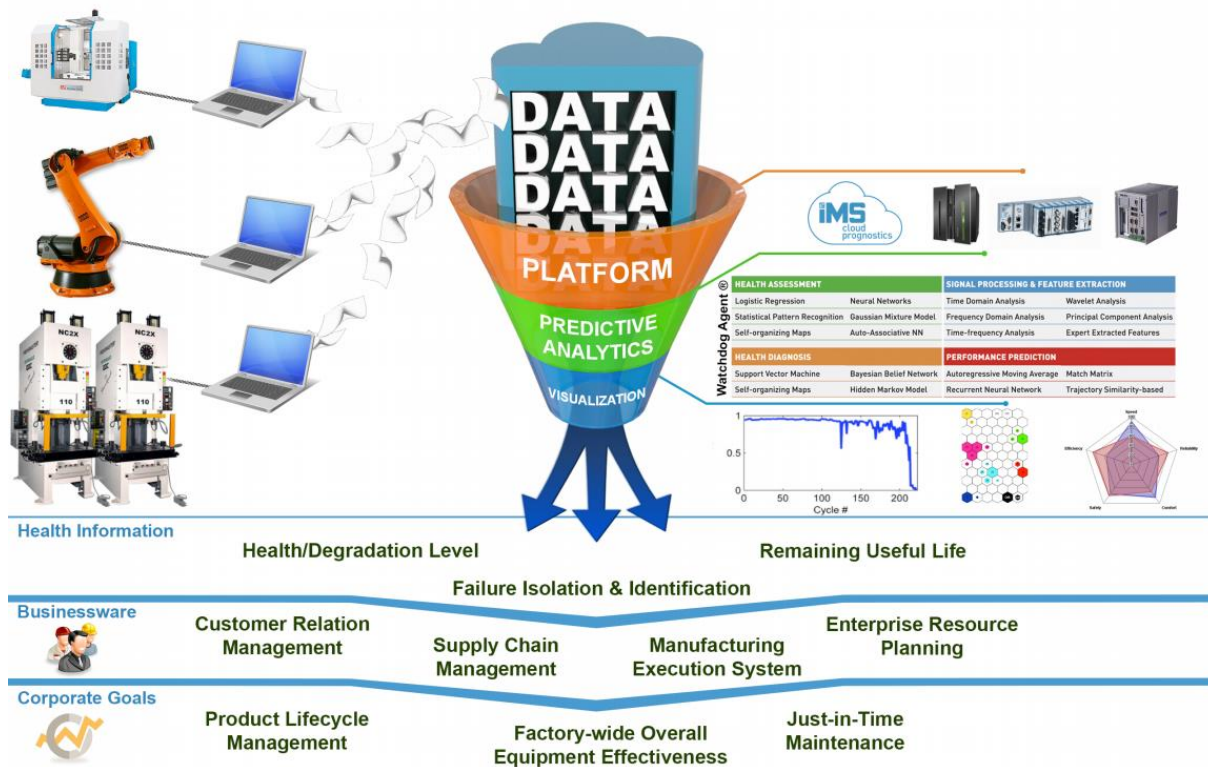 DATA
DATA
DATA
DATA
DATA
PLATFORM
PREDICTIVE
ANALYTICS
VISUALIZATION
iMS
cloud
prognostics
NC2X
NC2X
110
110
Watchdog Agent ®
HEALTH ASSESSMENT
Logistic Regression Neural Networks
Statistical Pattern Recognition Gaussian Mixture Model
Self-organizing Maps Auto-Associative NN
SIGNAL PROCESSING & FEATURE EXTRACTION
Time Domain Analysis Wavelet Analysis
Frequency Domain Analysis Principal Component Analysis
Time-frequency Analysis Expert Extracted Features
HEALTH DIAGNOSIS
Support Vector Machine Bayesian Belief Network
Self-organizing Maps Hidden Markov Model
PERFORMANCE PREDICTION
Autoregressive Moving Average Match Matrix
Recurrent Neural Network Trajectory Similarity-based
1
0.5
0
0 50 100 150 200
Cycle #
Speed
Efficiency
Reliability
Safety
Comfort
Health Information
Health/Degradation Level
Remaining Useful Life
Failure Isolation & Identification
Businessware
Customer Relation
Management
Supply Chain
Management
Manufacturing
Execution System
Enterprise Resource
Planning
Corporate Goals
Product Lifecycle
Management
Factory-wide Overall
Equipment Effectiveness
Just-in-Time
Maintenance